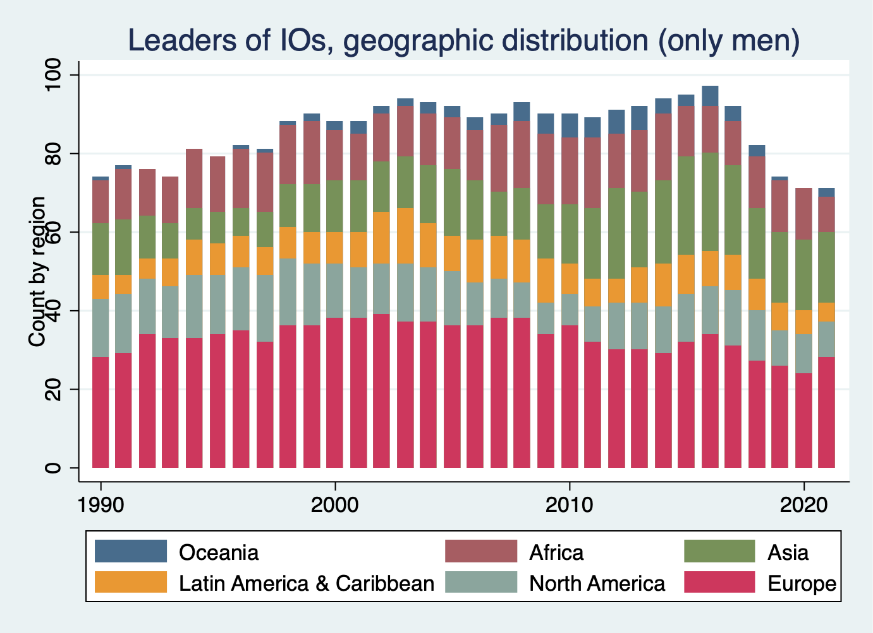 Leaders of IOs, geographic distribution (only men)
Count by region
100
80
60
40
20
0
1990 2000 2010 2020
Oceania Africa Asia
Latin America & Caribbean North America Europe